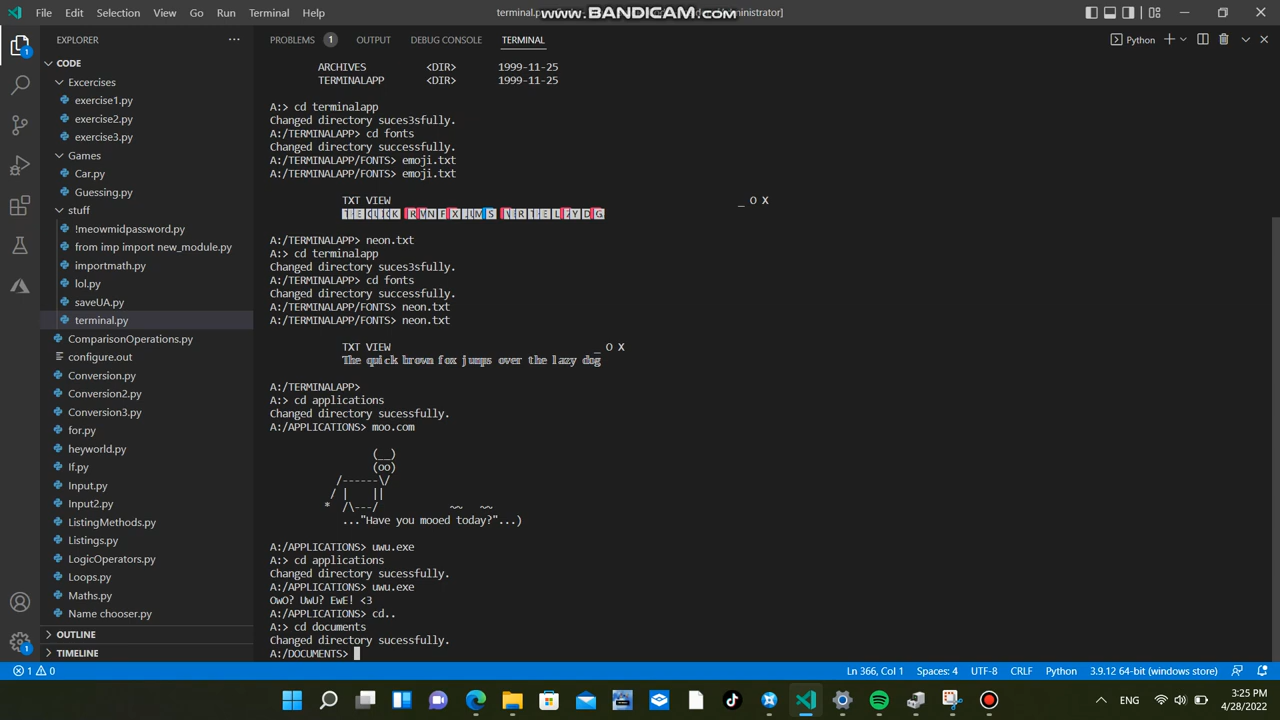 File Edit Selection View Go Run Terminal Help
www.BANDICAM.com
EXPLORER
CODE
Excercises
exercise1.py
exercise2.py
exercise3.py
Games
Car.py
Guessing.py
stuff
!meowmidpassword.py
from imp import new_module.py
importmath.py
lol.py
saveUA.py
terminal.py
ComparisonOperations.py
configure.out
Conversion.py
Conversion2.py
Conversion3.py
for.py
heyworld.py
If.py
Input.py
Input2.py
ListingMethods.py
Listings.py
LogicOperators.py
Loops.py
Maths.py
Name chooser.py
OUTLINE
TIMELINE
PROBLEMS 1 OUTPUT DEBUG CONSOLE TERMINAL
Python
ARCHIVES <DIR> 1999-11-25
TERMINALAPP <DIR> 1999-11-25
A:> cd terminalapp
Changed directory suces3sfully.
A:/TERMINALAPP> cd fonts
Changed directory successfully.
A:/TERMINALAPP/FONTS> emoji.txt
A:/TERMINALAPP/FONTS> emoji.txt
TXT VIEW _ O X
A:/TERMINALAPP/FONTS> neon.txt
A:> cd terminalapp
Changed directory suces3sfully.
A:/TERMINALAPP> cd fonts
Changed directory successfully.
A:/TERMINALAPP/FONTS> neon.txt
A:/TERMINALAPP/FONTS> neon.txt
TXT VIEW _ O X
The quick brown fox jumps over the lazy dog
A:/TERMINALAPP>
A:> cd applications
Changed directory sucessfully.
A:/APPLICATIONS> moo.com
(__)
(oo)
/------\/
/ | ||
* /\---/ ~~ ~~
..."Have you mooed today?"...)
A:/APPLICATIONS> uwu.exe
A:> cd applications
Changed directory sucessfully.
A:/APPLICATIONS> uwu.exe
OwO? UwU? EwE! <3
A:/APPLICATIONS> cd..
A:> cd documents
Changed directory sucessfully.
A:/DOCUMENTS>
1 0 Ln 366, Col 1 Spaces: 4 UTF-8 CRLF Python 3.9.12 64-bit (windows store)
ENG 3:25 PM
4/28/2022